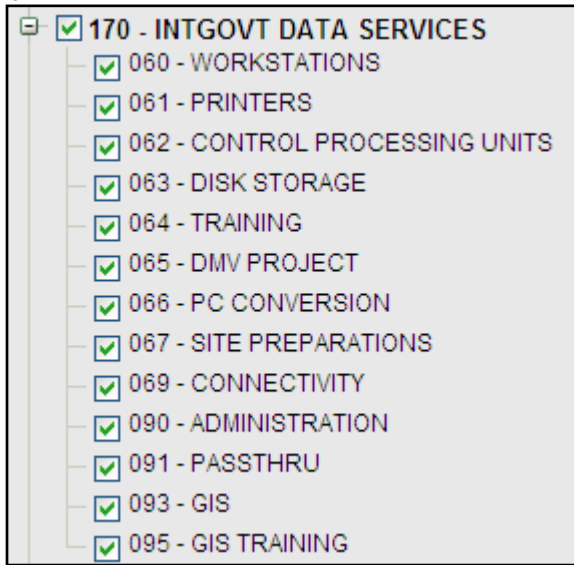 170 - INTGOVT DATA SERVICES
060 - WORKSTATIONS
061 - PRINTERS
062 - CONTROL PROCESSING UNITS
063 - DISK STORAGE
064 - TRAINING
065 - DMV PROJECT
066 - PC CONVERSION
067 - SITE PREPARATIONS
069 - CONNECTIVITY
090 - ADMINISTRATION
091 - PASSTHRU
093 - GIS
095 - GIS TRAINING